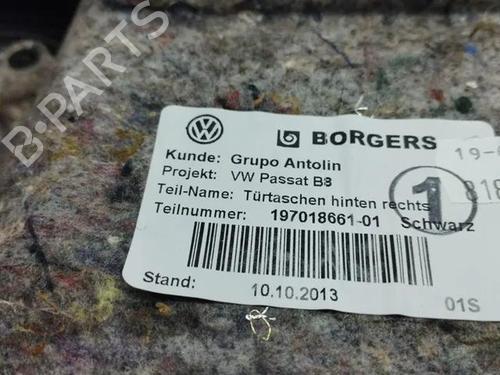 B-PARTS
BORGERS
Kunde: Grupo Antolin
Projekt: VW Passat B8
Teil-Name: Türtaschen hinten rechts
Teilnummer: 197018661-01 Schwarz
1
19-
818
Stand: 10.10.2013
01S